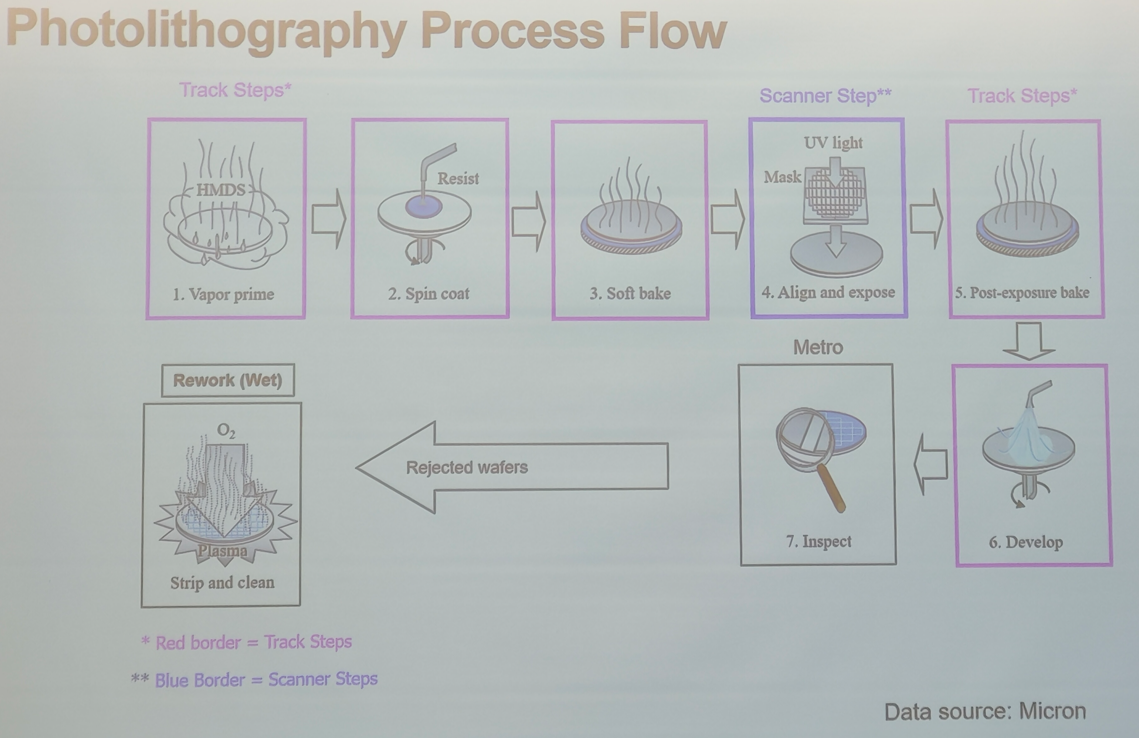 Photolithography Process Flow
Track Steps*
Scanner Step**
Track Steps*
HMDS
1. Vapor prime
Resist
2. Spin coat
3. Soft bake
UV light
Mask
4. Align and expose
5. Post-exposure bake
Metro
Rework (Wet)
O₂
Plasma
Strip and clean
Rejected wafers
7. Inspect
6. Develop
* Red border = Track Steps
** Blue Border = Scanner Steps
Data source: Micron